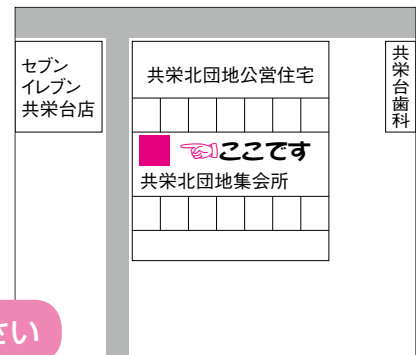 セブン
イレブン
共栄台店
共栄北団地公営住宅
共栄台歯科
ここです
共栄北団地集会所
さい